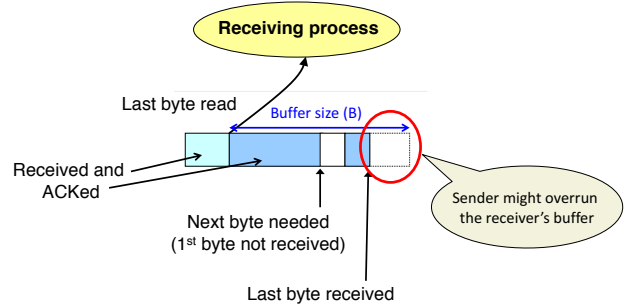 Receiving process
Last byte read
Buffer size (B)
Received and
ACKed
Next byte needed
(1st byte not received)
Last byte received
Sender might overrun
the receiver's buffer